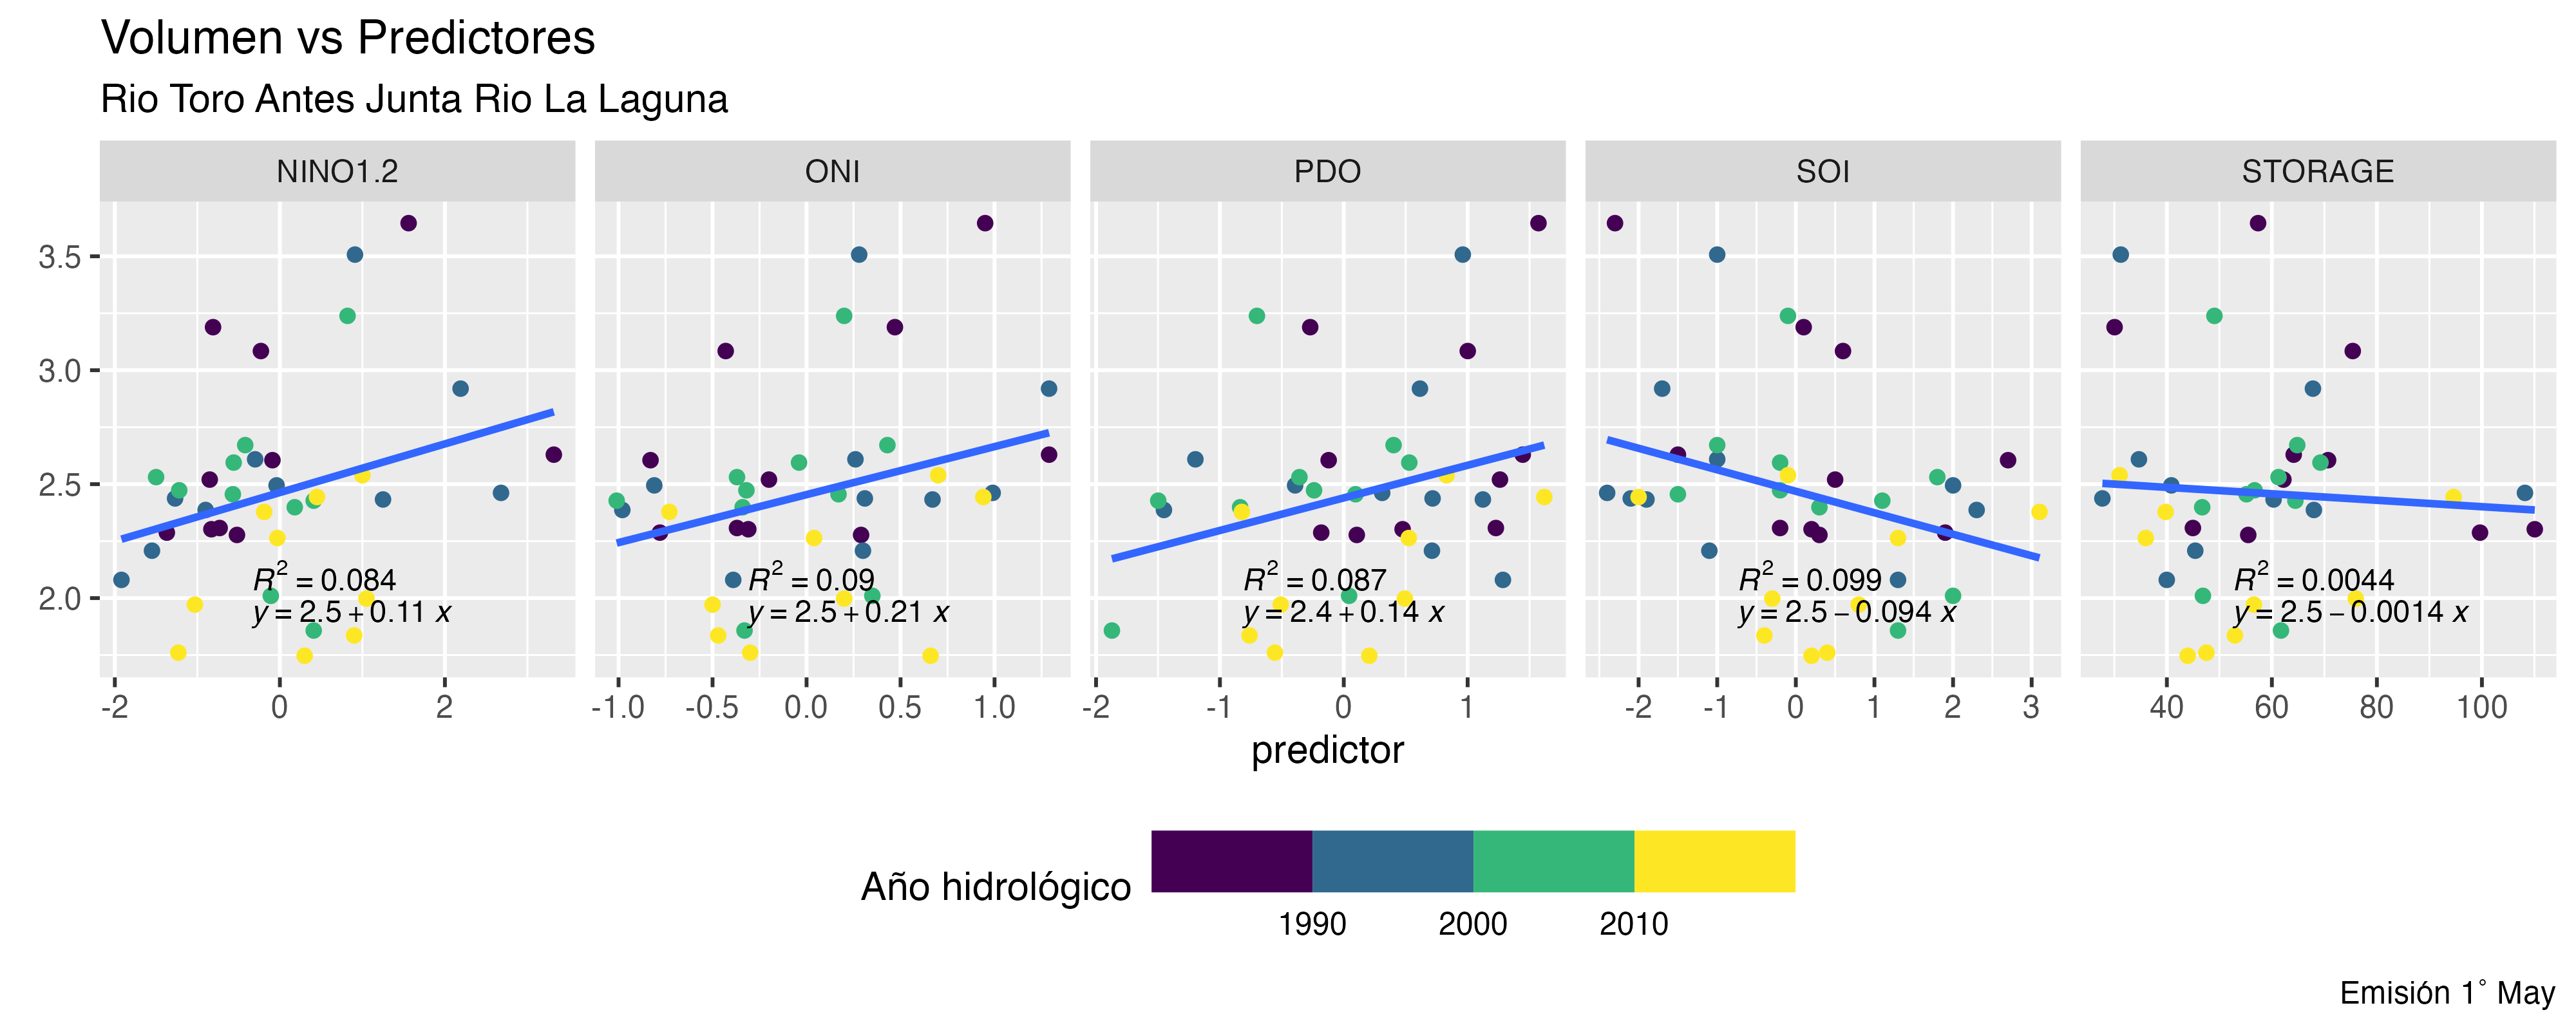 Volumen vs Predictores
Rio Toro Antes Junta Rio La Laguna
NINO1.2 ONI PDO SOI STORAGE
3.5
3.0
2.5
2.0
R² = 0.084 R² = 0.09 R² = 0.087 R² = 0.099 R² = 0.0044
y = 2.5 + 0.11 x y = 2.5 + 0.21 x y = 2.4 + 0.14 x y = 2.5 − 0.094 x y = 2.5 − 0.0014 x
-2 0 2 -1.0 -0.5 0.0 0.5 1.0 -2 -1 0 1 -2 -1 0 1 2 3 40 60 80 100
predictor
Año hidrológico
1990 2000 2010
Emisión 1° May